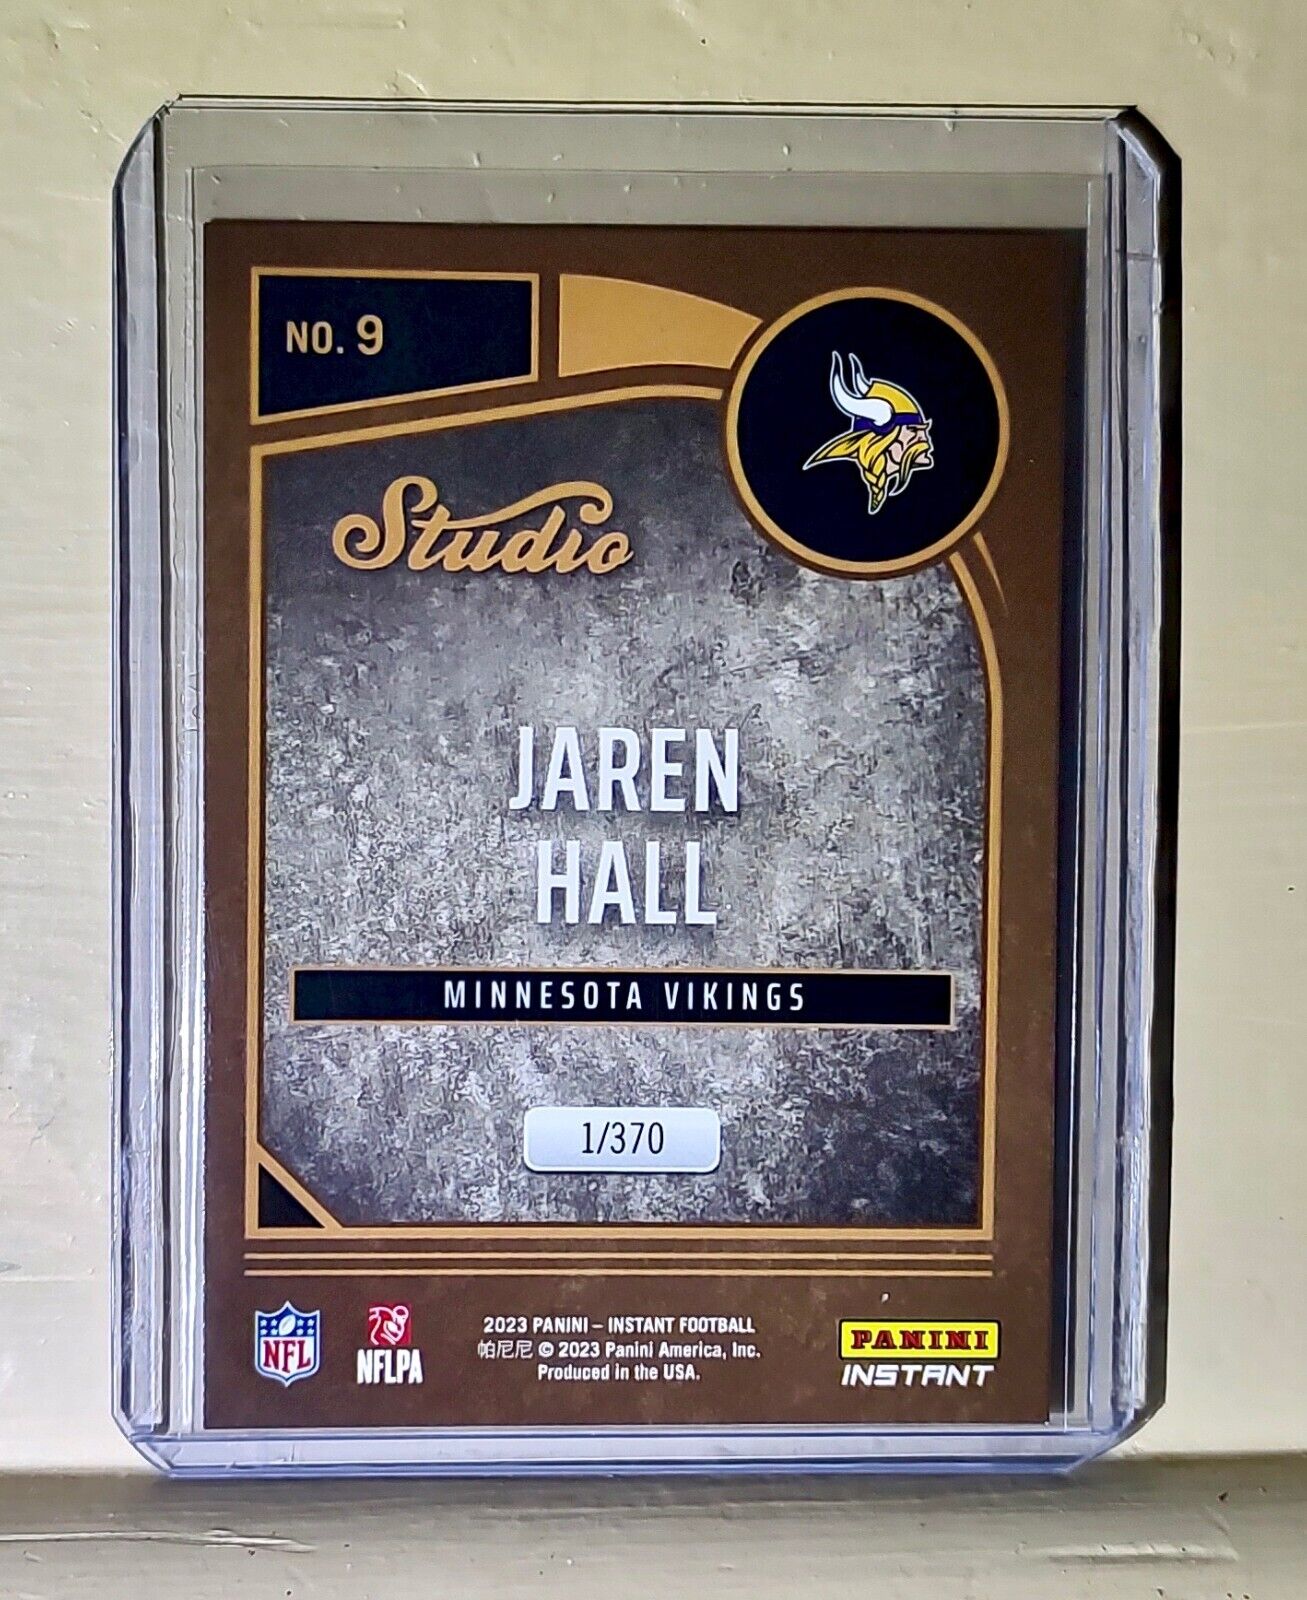 NO. 9
Studio
JAREN
HALL
MINNESOTA VIKINGS
1/370
NFL
NFLPA
2023 PANINI – INSTANT FOOTBALL
帕尼尼 © 2023 Panini America, Inc.
Produced in the USA.
PANINI
INSTANT